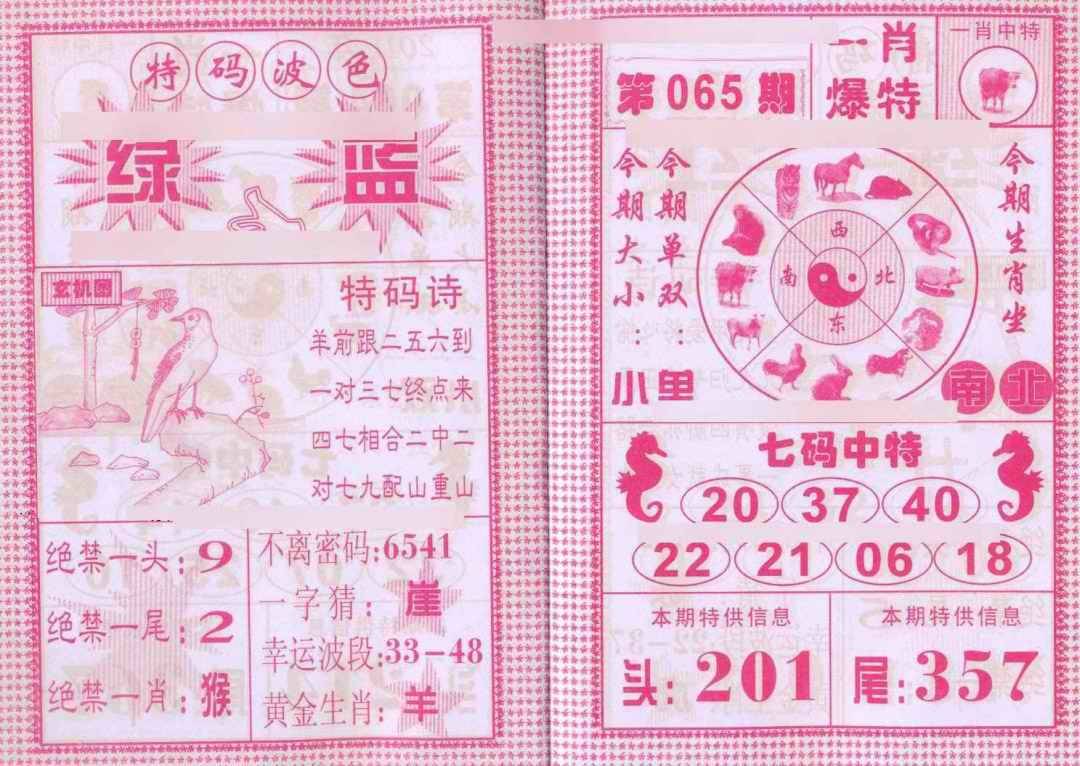 特码波色
绿 蓝
玄机图
特码诗
羊前跟二五六到
一对三七终点来
四七相合二中二
对七九配山重山
绝禁一头:9
绝禁一尾:2
绝禁一肖:猴
不离密码:6541
一字猜:崖
幸运波段:33-48
黄金生肖:羊
第065期
一肖
爆特
一肖中特
今期大小:小
今期单双:单
西
南 北
东
今期生肖坐
南北
七码中特
20 37 40
22 21 06 18
本期特供信息
头:201
本期特供信息
尾:357